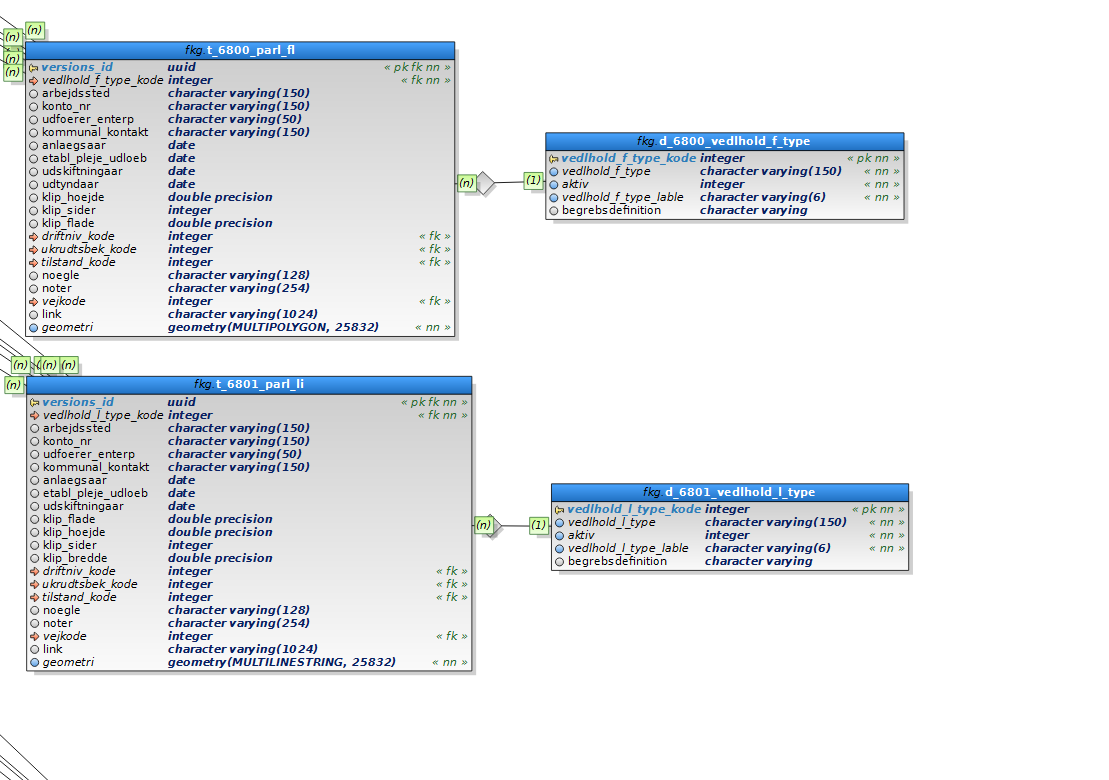 (n)
(n)
(n)
(n)
fkg.t_6800_parl_fl
versions_id uuid « pk fk nn »
vedlhold_f_type_kode integer « fk nn »
arbejdssted character varying(150)
konto_nr character varying(150)
udfoerer_enterp character varying(50)
kommunal_kontakt character varying(150)
anlaegsaar date
etabl_pleje_udloeb date
udskiftningaar date
udtyndaar date
klip_hoejde double precision
klip_sider integer
klip_flade double precision
driftniv_kode integer « fk »
ukrudtsbek_kode integer « fk »
tilstand_kode integer « fk »
noegle character varying(128)
noter character varying(254)
vejkode integer « fk »
link character varying(1024)
geometri geometry(MULTIPOLYGON, 25832) « nn »
(n)
(1)
fkg.d_6800_vedlhold_f_type
vedlhold_f_type_kode integer « pk nn »
vedlhold_f_type character varying(150) « nn »
aktiv integer « nn »
vedlhold_f_type_lable character varying(6) « nn »
begrebsdefinition character varying
(n)
(n)
(n)
(n)
fkg.t_6801_parl_li
versions_id uuid « pk fk nn »
vedlhold_l_type_kode integer « fk nn »
arbejdssted character varying(150)
konto_nr character varying(150)
udfoerer_enterp character varying(50)
kommunal_kontakt character varying(150)
anlaegsaar date
etabl_pleje_udloeb date
udskiftningaar date
klip_flade double precision
klip_hoejde double precision
klip_sider integer
klip_bredde double precision
driftniv_kode integer « fk »
ukrudtsbek_kode integer « fk »
tilstand_kode integer « fk »
noegle character varying(128)
noter character varying(254)
vejkode integer « fk »
link character varying(1024)
geometri geometry(MULTILINESTRING, 25832) « nn »
(n)
(1)
fkg.d_6801_vedlhold_l_type
vedlhold_l_type_kode integer « pk nn »
vedlhold_l_type character varying(150) « nn »
aktiv integer « nn »
vedlhold_l_type_lable character varying(6) « nn »
begrebsdefinition character varying